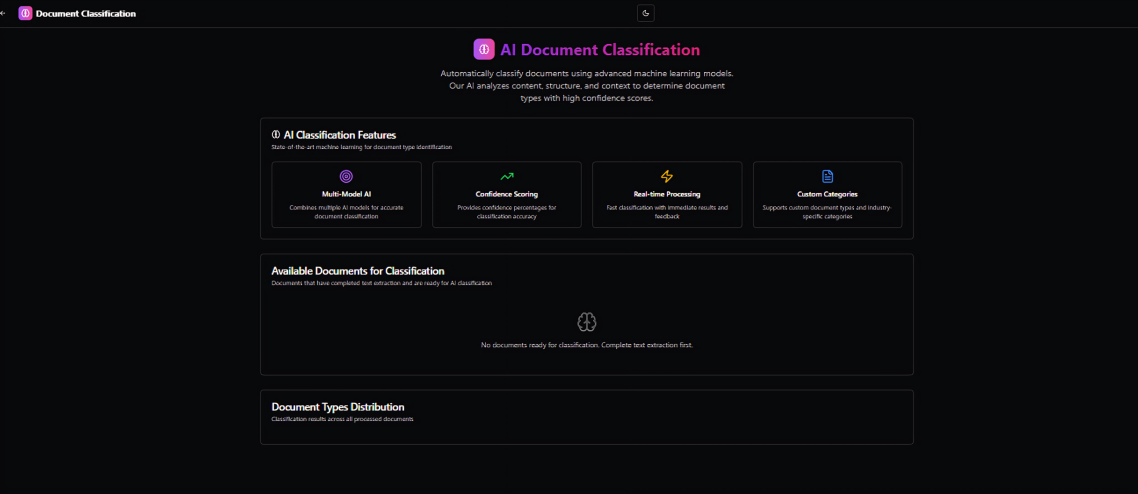 Document Classification
AI Document Classification
Automatically classify documents using advanced machine learning models.
Our AI analyzes content, structure, and context to determine document
types with high confidence scores.
AI Classification Features
State-of-the-art machine learning for document type identification
Multi-Model AI
Combines multiple AI models for accurate
document classification
Confidence Scoring
Provides confidence percentages for
classification accuracy
Real-time Processing
Fast classification with immediate results and
feedback
Custom Categories
Supports custom document types and industry-
specific categories
Available Documents for Classification
Documents that have completed text extraction and are ready for AI classification
No documents ready for classification. Complete text extraction first.
Document Types Distribution
Classification results across all processed documents